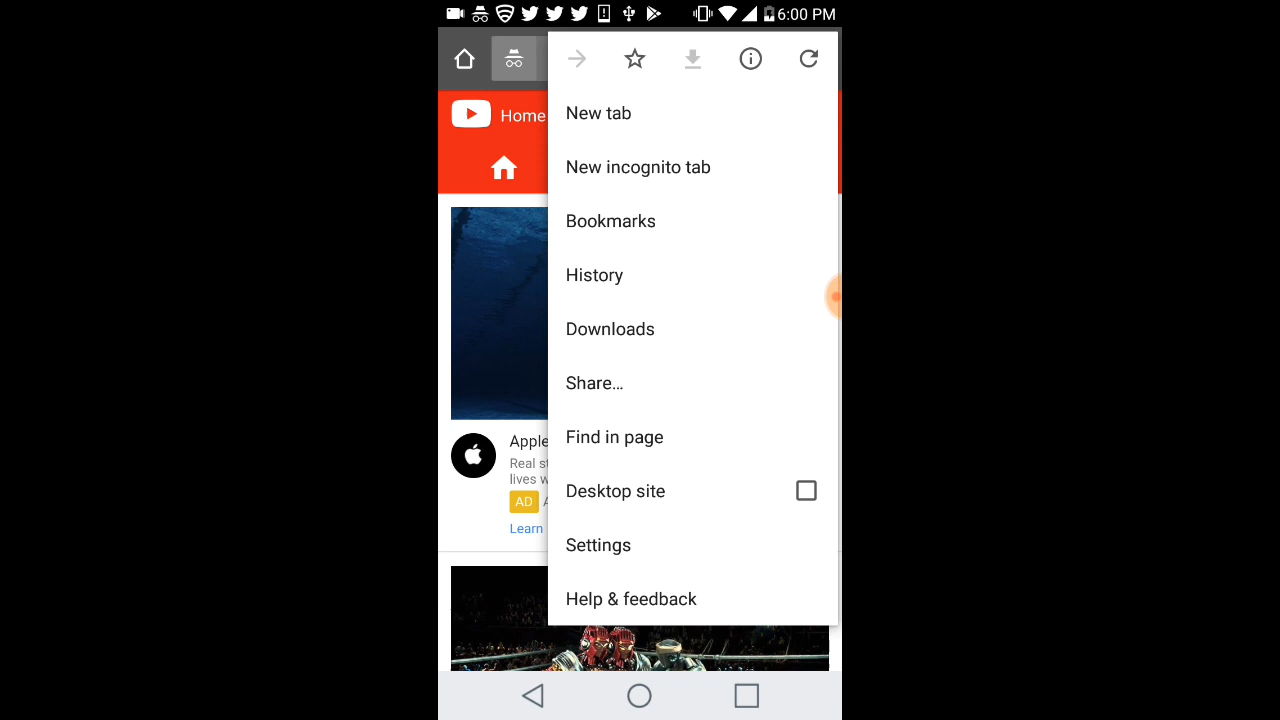 6:00 PM
Home
New tab
New incognito tab
Bookmarks
History
Downloads
Share...
Find in page
Desktop site
Settings
Help & feedback
Apple
Real
lives
AD
Learn